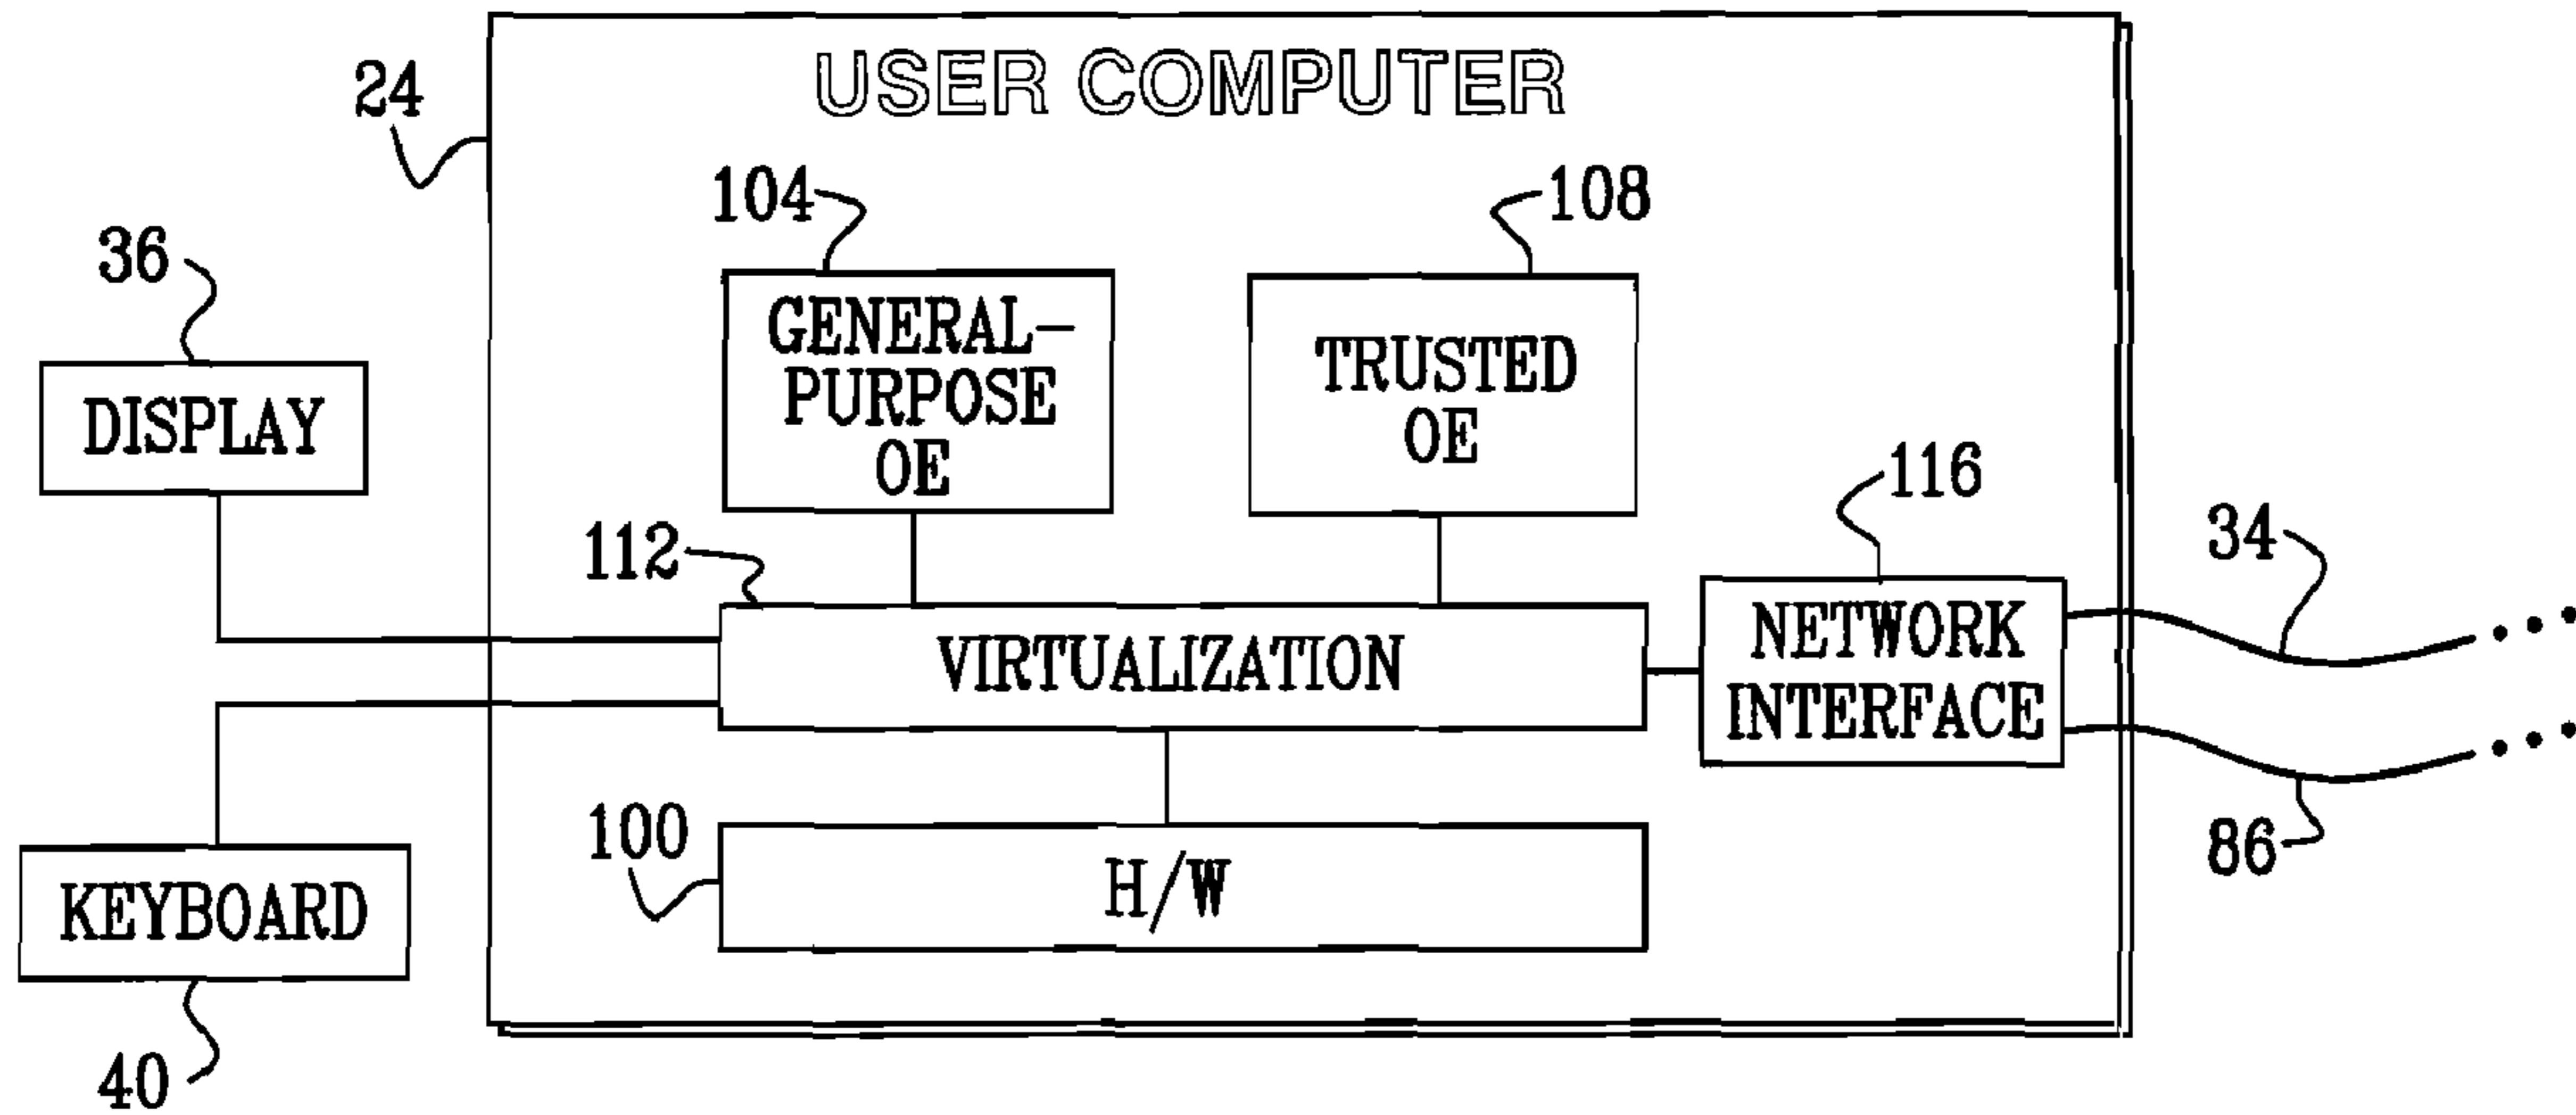 USER COMPUTER
24
104
108
36
GENERAL-
PURPOSE
OE
TRUSTED
OE
DISPLAY
116
112
34
VIRTUALIZATION
NETWORK
INTERFACE
100
H/W
86
KEYBOARD
40